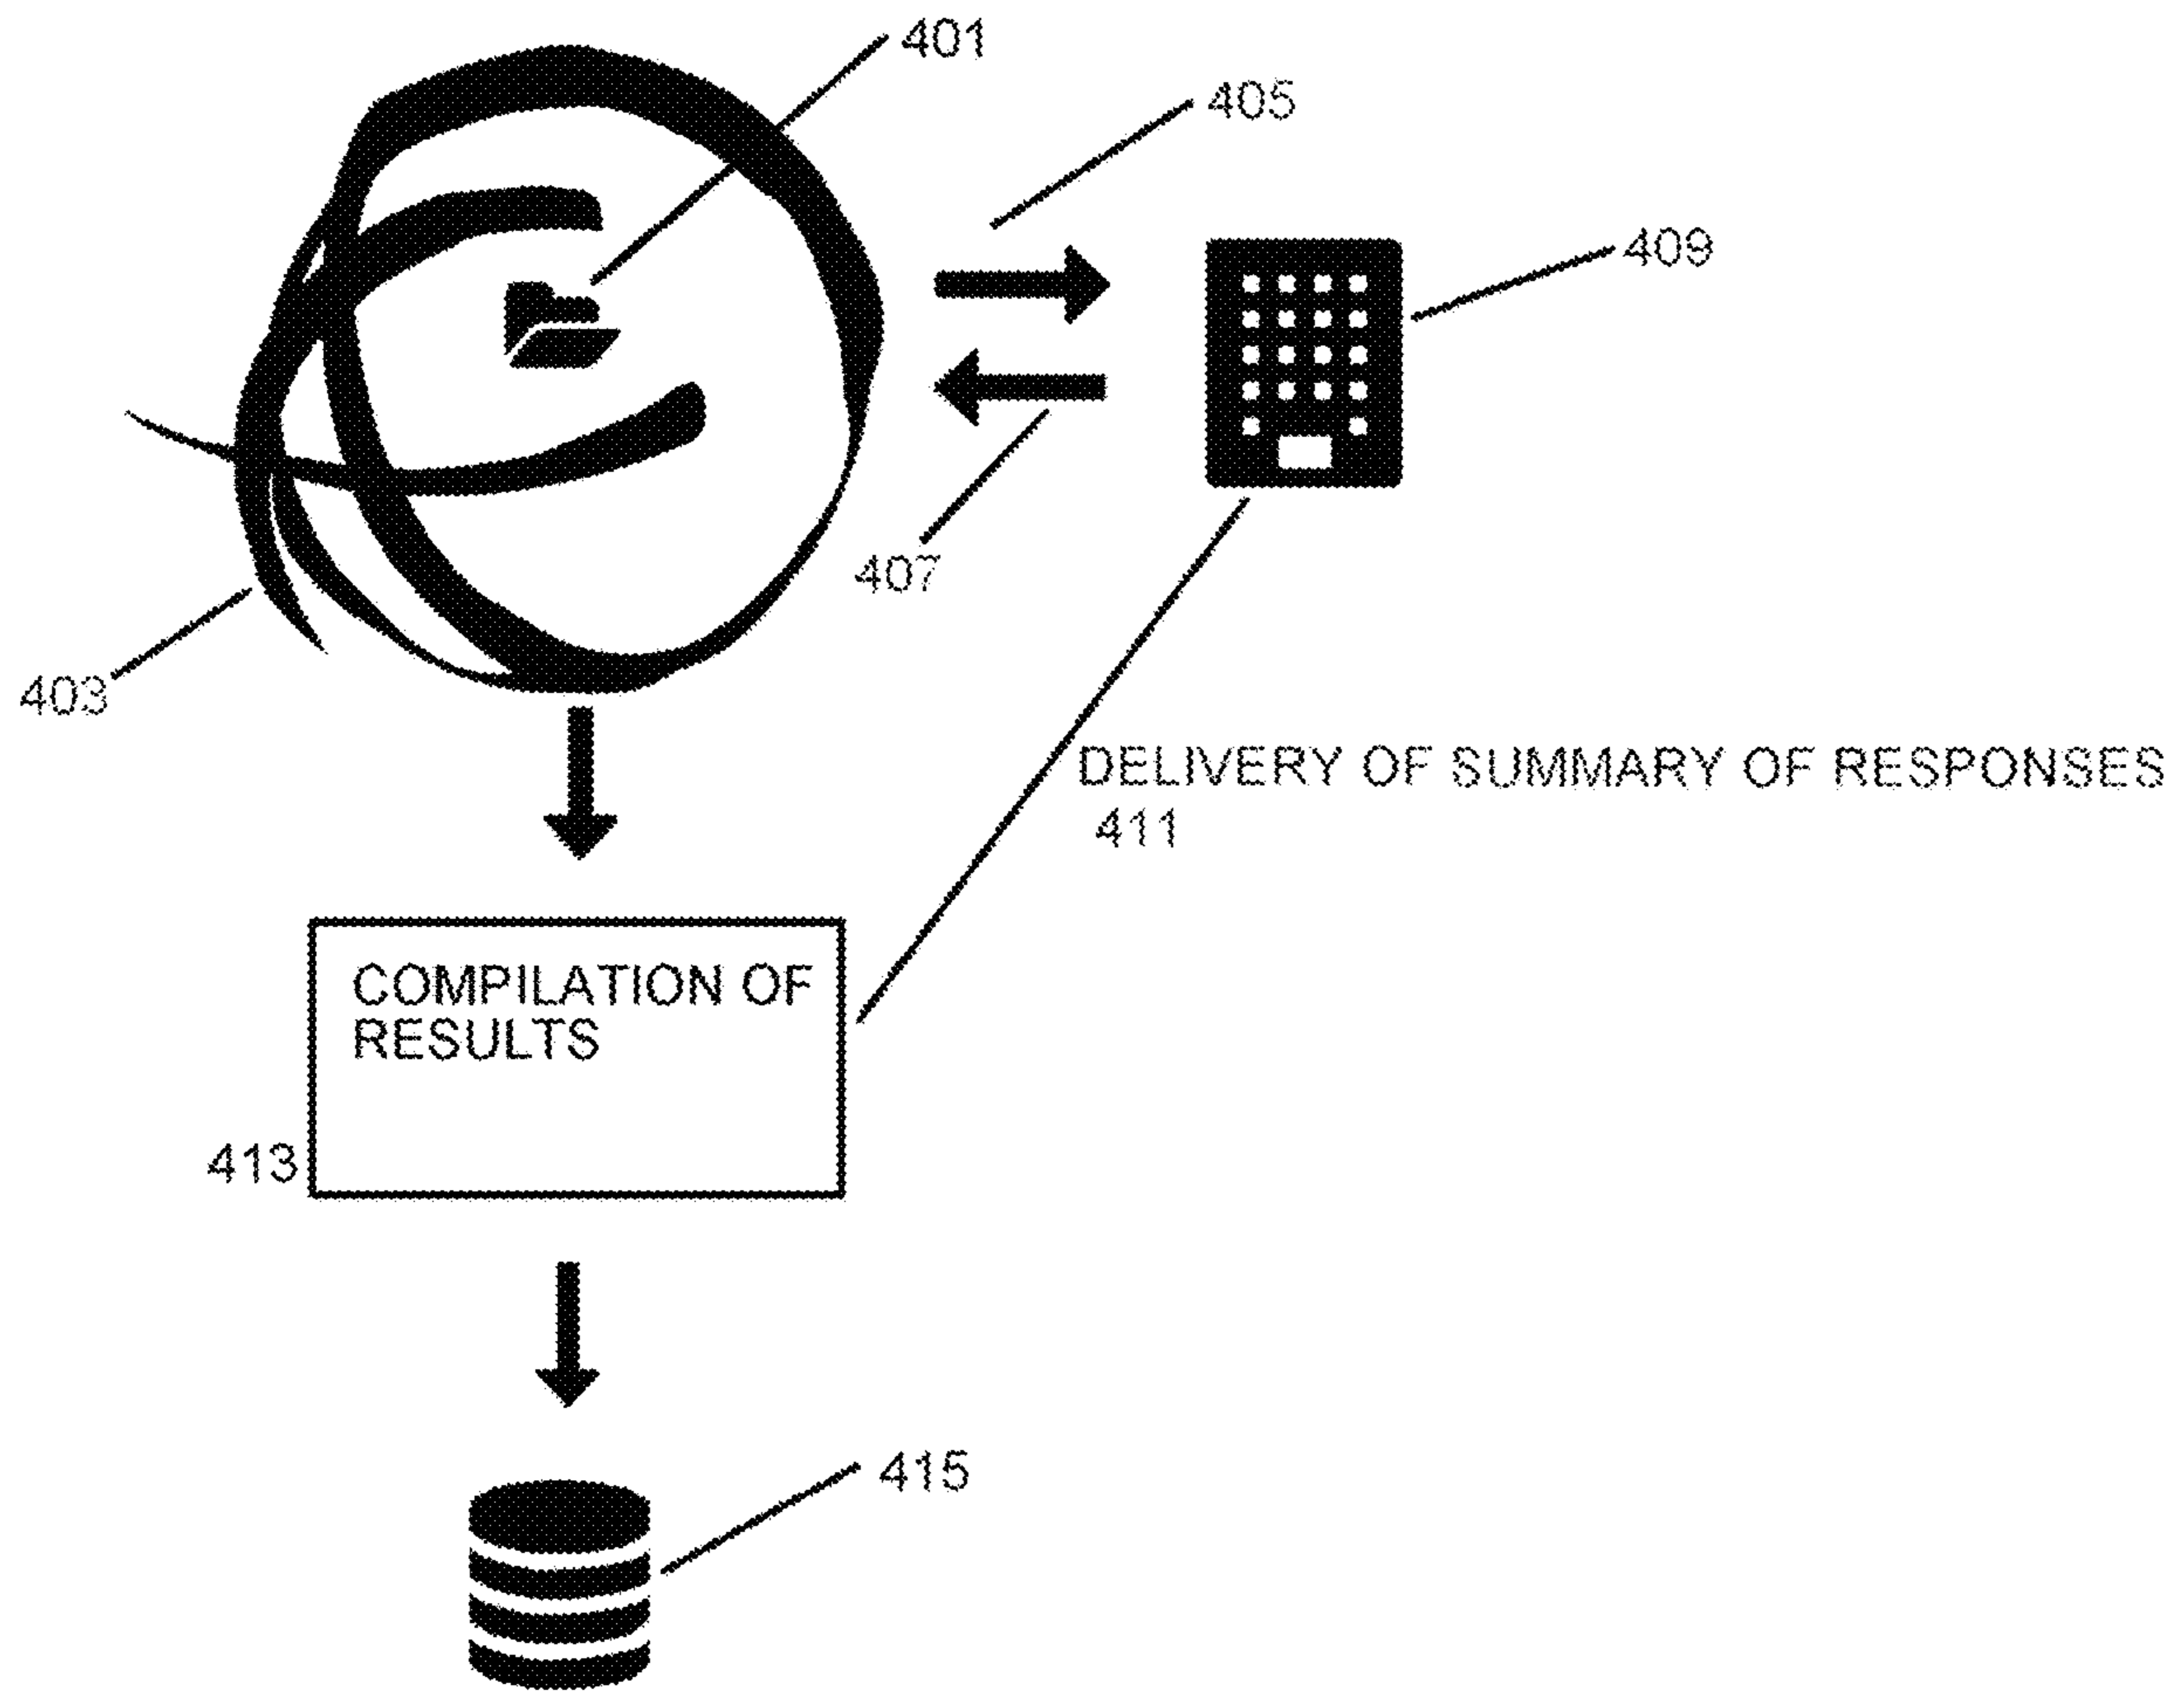 401
405
409
407
403
DELIVERY OF SUMMARY OF RESPONSES
411
COMPILATION OF
RESULTS
413
415